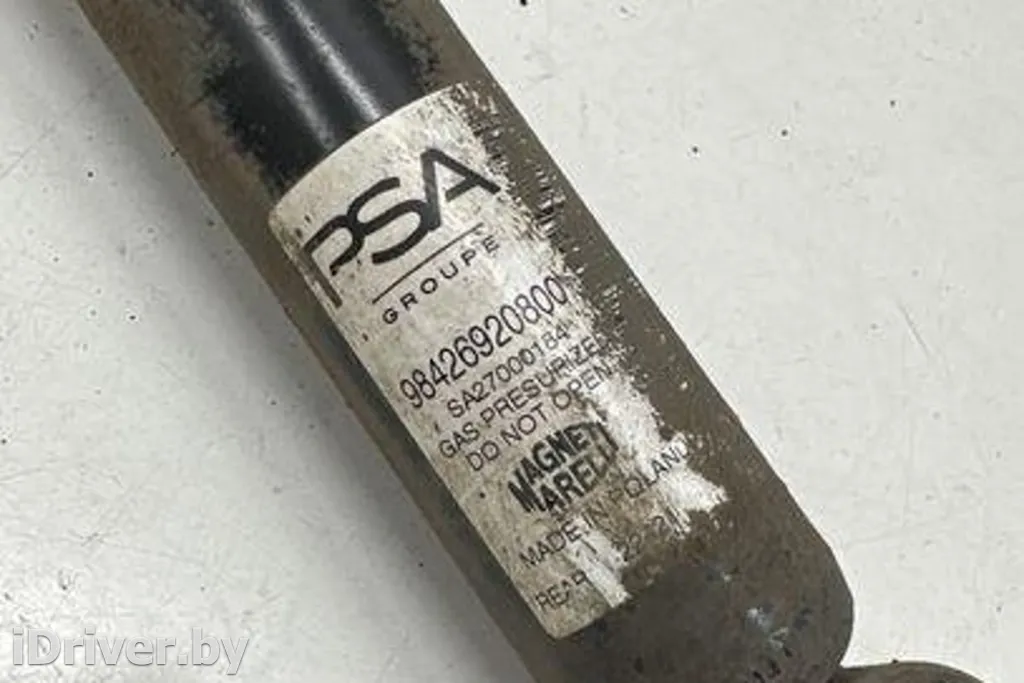 PSA
GROUPE
98426920800
SA27000184
GAS PRESURIZED
DO NOT OPEN
MAGNETI
MARELLI
MADE IN POLAND
REAR
iDriver.by